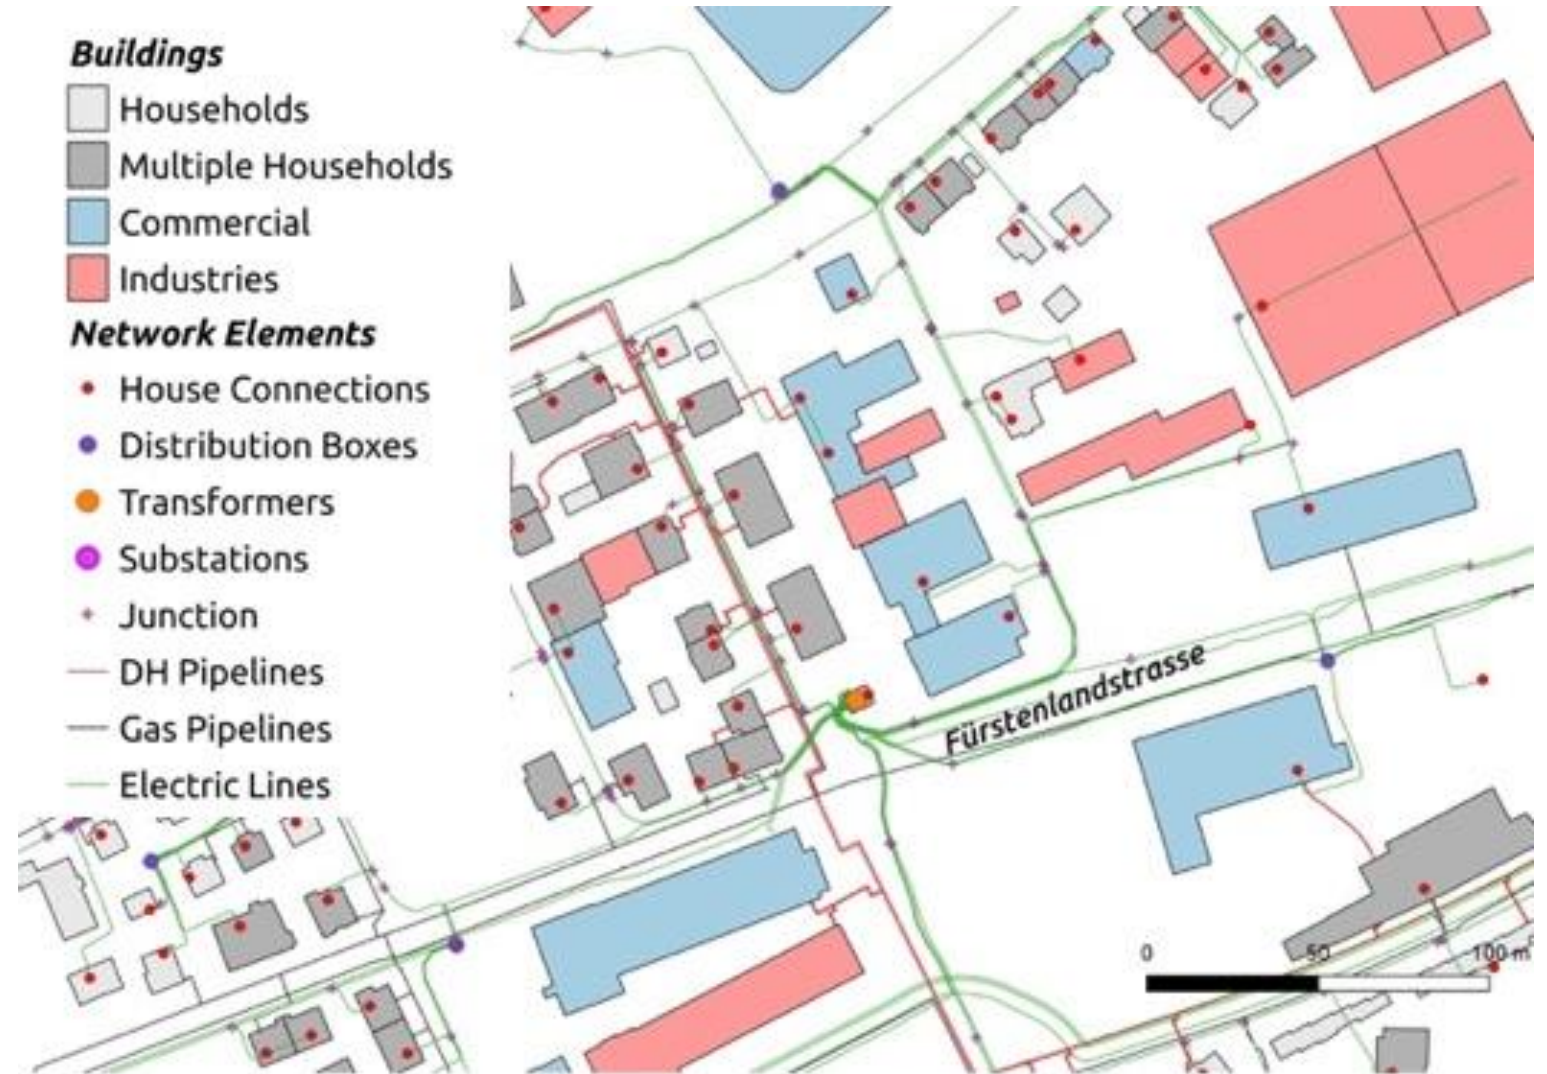 Buildings
Households
Multiple Households
Commercial
Industries
Network Elements
House Connections
Distribution Boxes
Transformers
Substations
Junction
DH Pipelines
Gas Pipelines
Electric Lines
Fürstenlandstrasse
0 50 100 m